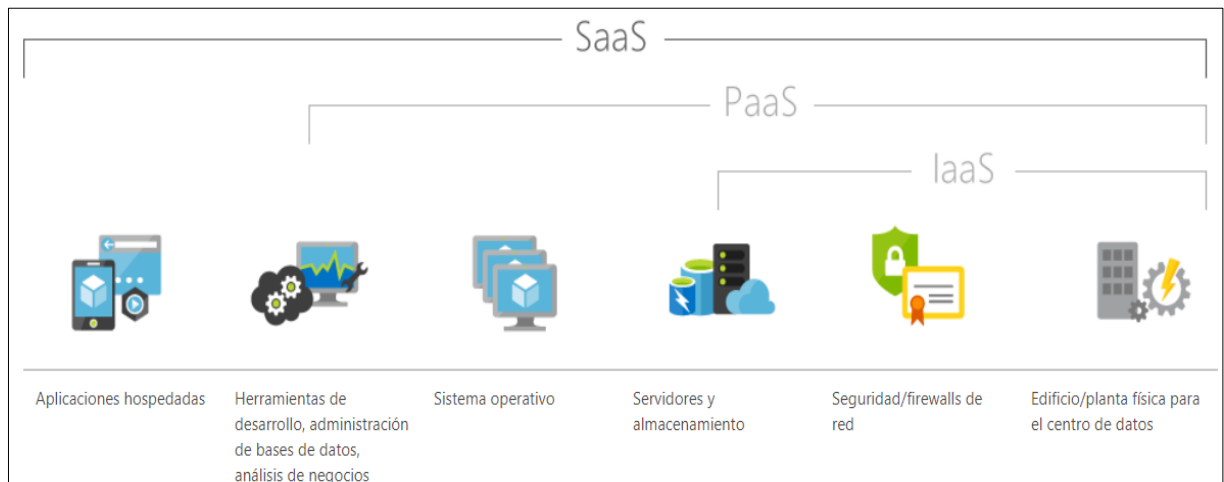 SaaS
PaaS
IaaS
Aplicaciones hospedadas
Herramientas de
desarrollo, administración
de bases de datos,
análisis de negocios
Sistema operativo
Servidores y
almacenamiento
Seguridad/firewalls de
red
Edificio/planta física para
el centro de datos